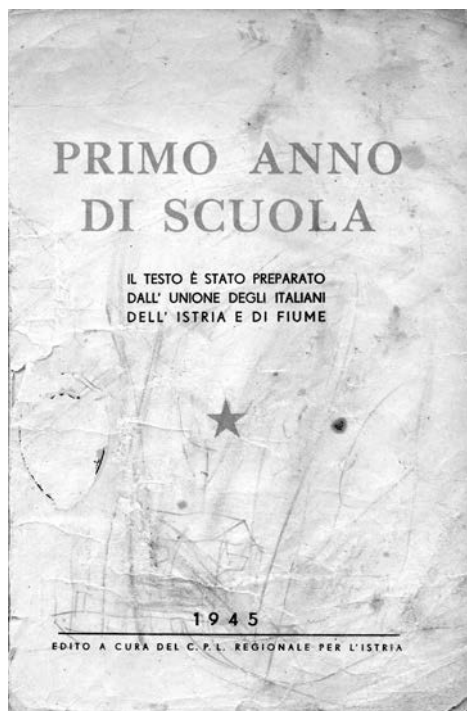 PRIMO ANNO
DI SCUOLA
IL TESTO È STATO PREPARATO
DALL' UNIONE DEGLI ITALIANI
DELL' ISTRIA E DI FIUME
1945
EDITO A CURA DEL C. P. L. REGIONALE PER L'ISTRIA